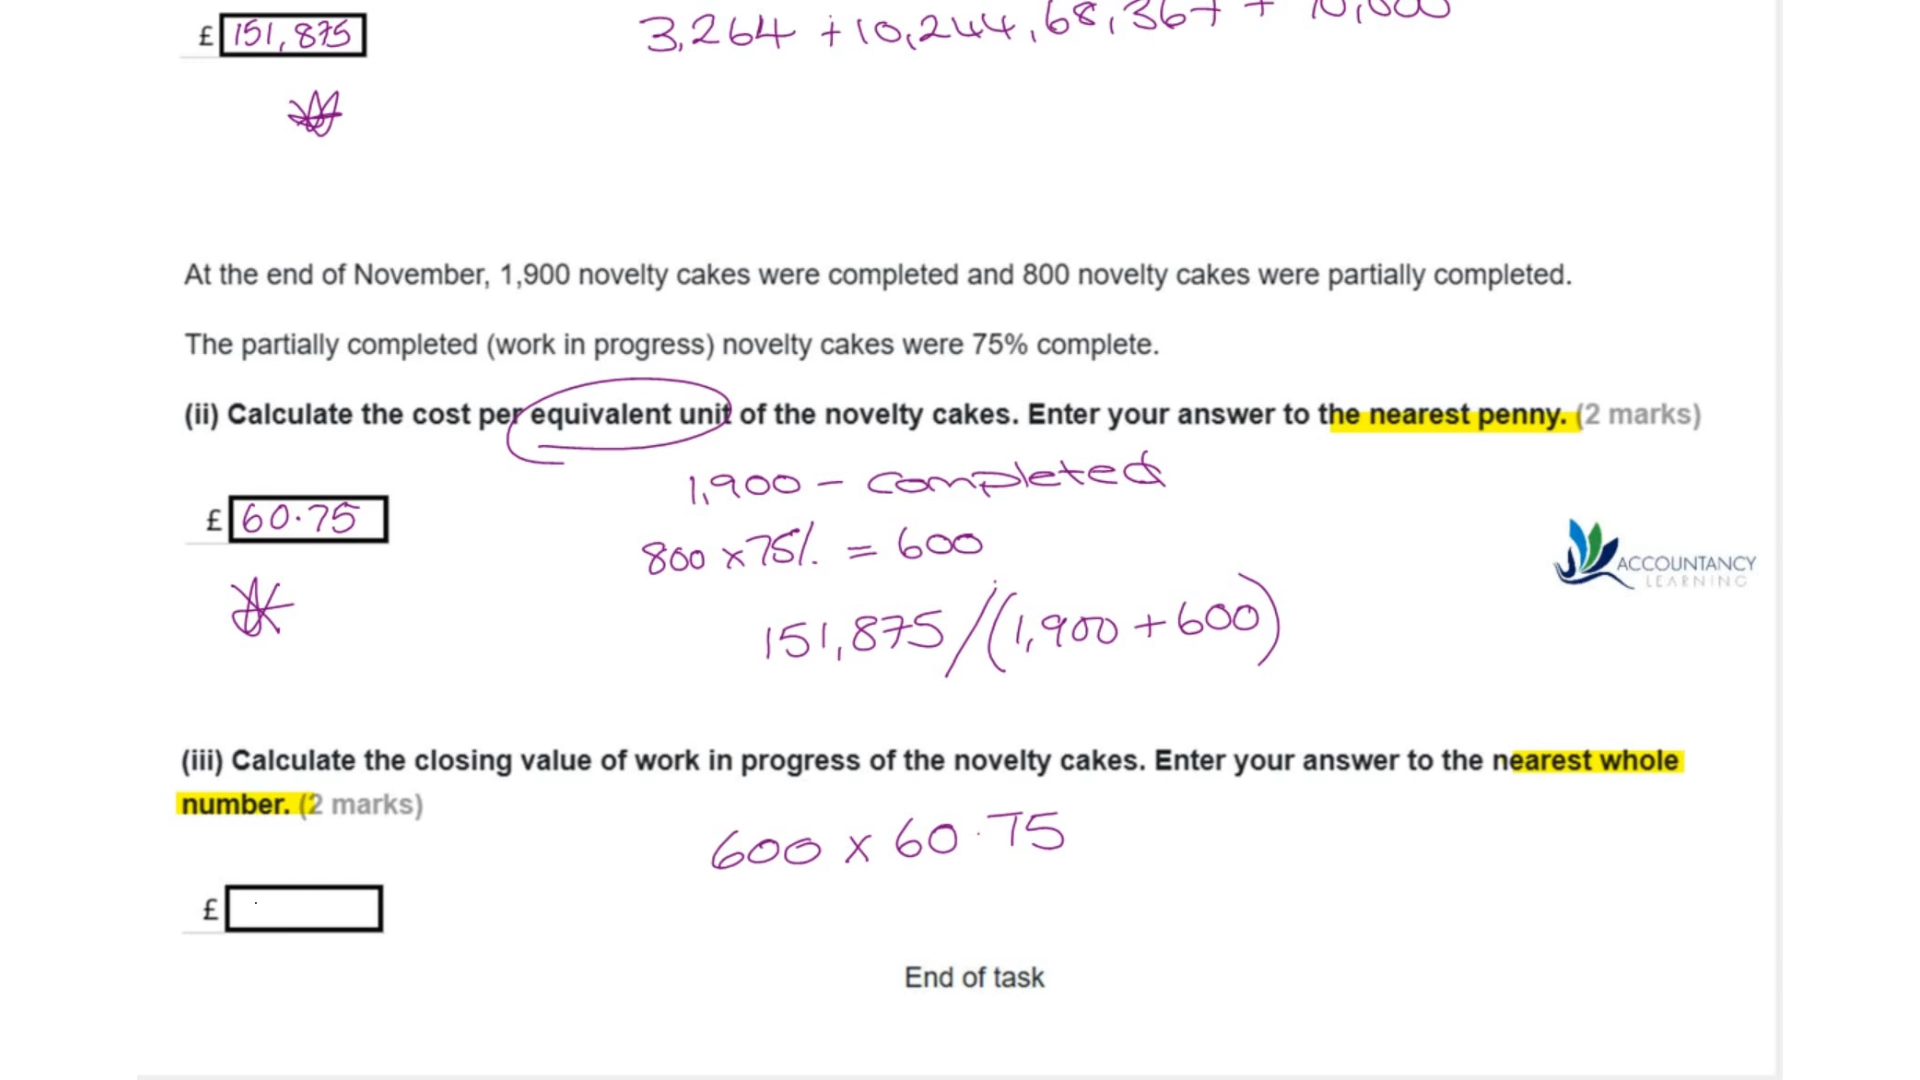 £ 151,875
3,264 + 10,244, 68,367 +
At the end of November, 1,900 novelty cakes were completed and 800 novelty cakes were partially completed.
The partially completed (work in progress) novelty cakes were 75% complete.
(ii) Calculate the cost per equivalent unit of the novelty cakes. Enter your answer to the nearest penny. (2 marks)
1,900 - completed
£ 60.75
800 x 75% = 600
ACCOUNTANCY
LEARNING
151,875/(1,900 + 600)
(iii) Calculate the closing value of work in progress of the novelty cakes. Enter your answer to the nearest whole
number. (2 marks)
600 x 60.75
£
End of task